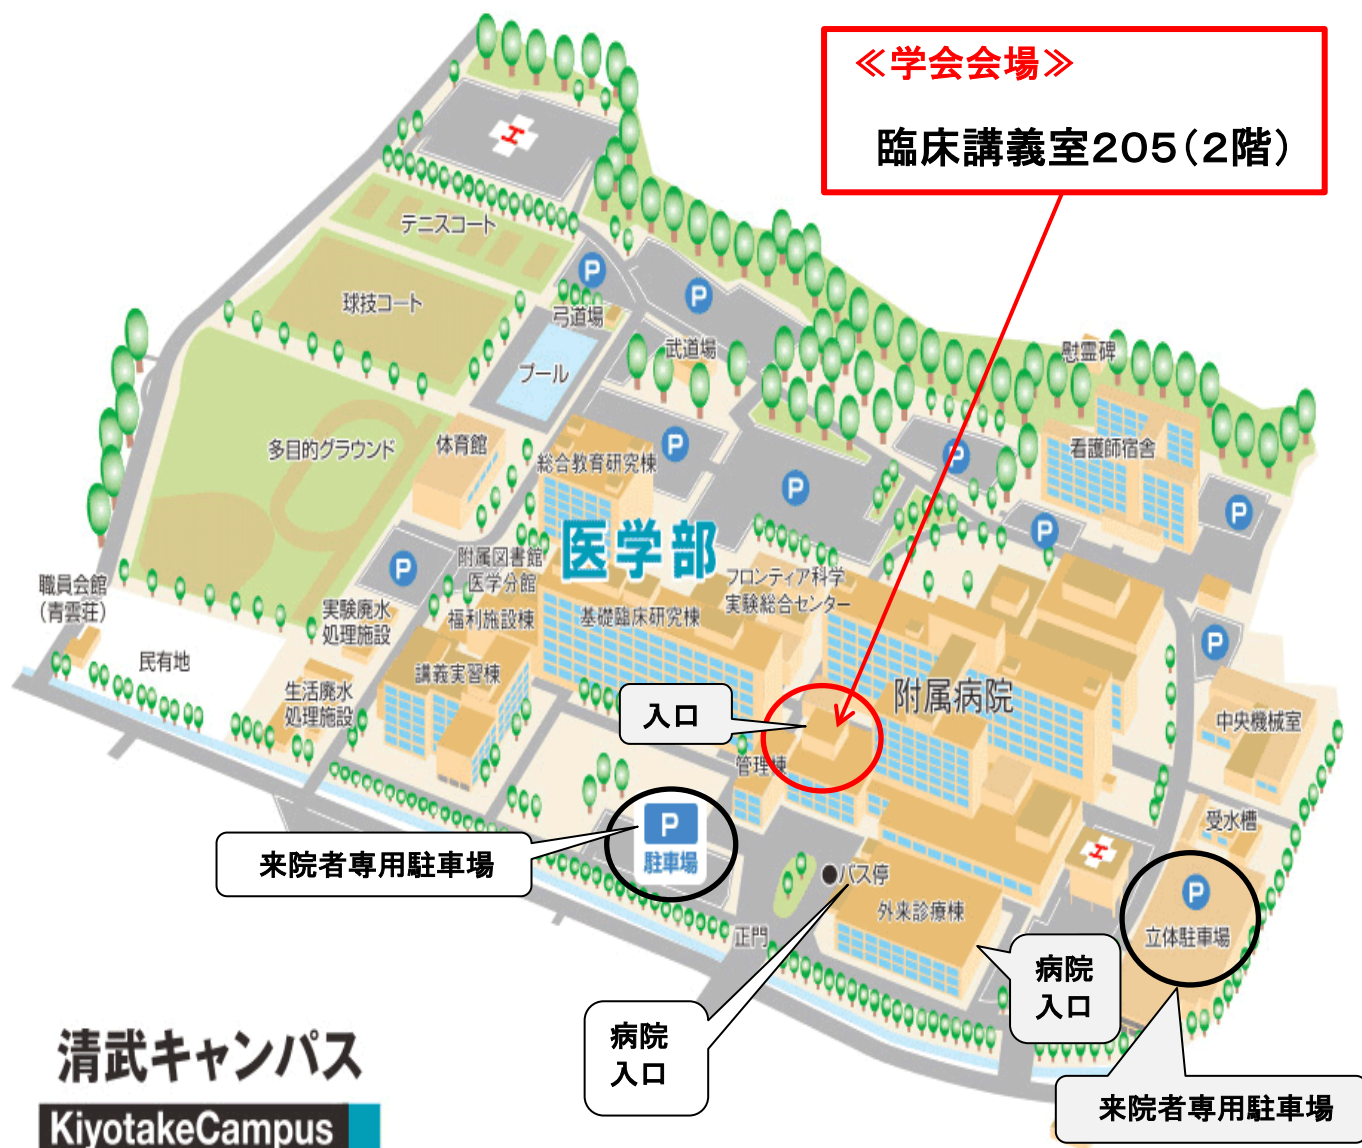 ≪学会会場≫
臨床講義室205(2階)
テニスコート
P
P
球技コート
弓道場
武道場
慰霊碑
プール
多目的グラウンド
体育館
総合教育研究棟
P
P
P
看護師宿舎
P
P
医学部
附属図書館
医学分館
P
フロンティア科学
実験総合センター
職員会館
(青雲荘)
実験廃水
処理施設
福利施設棟
基礎臨床研究棟
P
民有地
講義実習棟
生活廃水
処理施設
附属病院
入口
中央機械室
管理棟
P
駐車場
来院者専用駐車場
受水槽
●バス停
P
外来診療棟
立体駐車場
正門
病院
入口
病院
入口
清武キャンパス
KiyotakeCampus
来院者専用駐車場